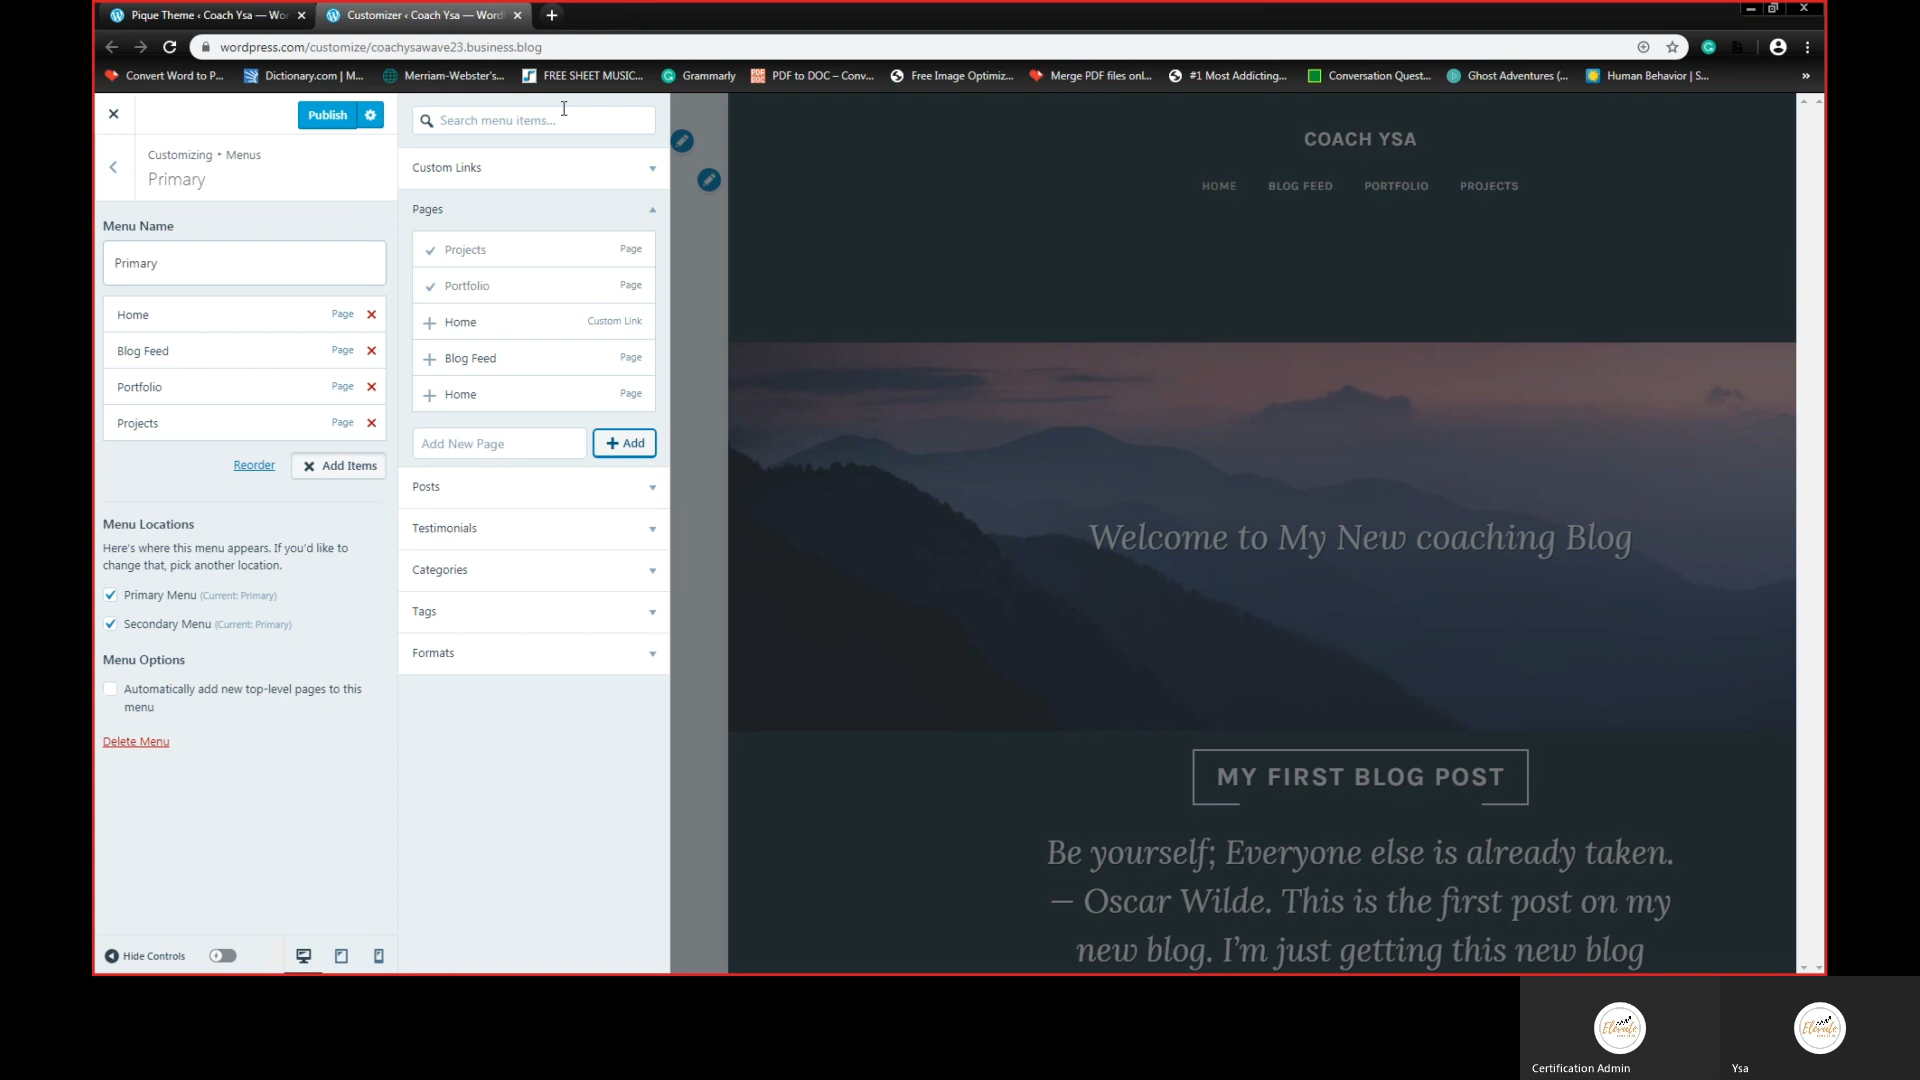 Pique Theme ‹ Coach Ysa — Wor
Customizer ‹ Coach Ysa — Word
wordpress.com/customize/coachysawave23.business.blog
Convert Word to P...
Dictionary.com | M...
Merriam-Webster's...
FREE SHEET MUSIC...
Grammarly
PDF to DOC – Conv...
Free Image Optimiz...
Merge PDF files onl...
#1 Most Addicting...
Conversation Quest...
Ghost Adventures (...
Human Behavior | S...
»
Publish
Customizing ‣ Menus
Primary
Menu Name
Primary
Home Page
Blog Feed Page
Portfolio Page
Projects Page
Reorder
Add Items
Menu Locations
Here's where this menu appears. If you'd like to
change that, pick another location.
Primary Menu (Current: Primary)
Secondary Menu (Current: Primary)
Menu Options
Automatically add new top-level pages to this
menu
Delete Menu
Hide Controls
Search menu items...
Custom Links
Pages
Projects Page
Portfolio Page
Home Custom Link
Blog Feed Page
Home Page
Add New Page
Add
Posts
Testimonials
Categories
Tags
Formats
COACH YSA
HOME BLOG FEED PORTFOLIO PROJECTS
Welcome to My New coaching Blog
MY FIRST BLOG POST
Be yourself; Everyone else is already taken.
— Oscar Wilde. This is the first post on my
new blog. I'm just getting this new blog
Elevate
Elevate
Certification Admin
Ysa